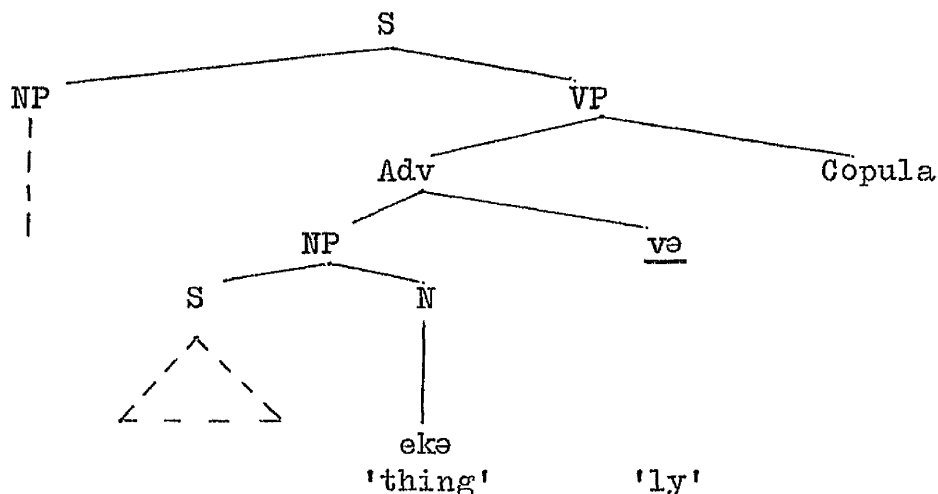 S
NP VP
Adv Copula
NP və
S N
ekə
'thing' 'ly'